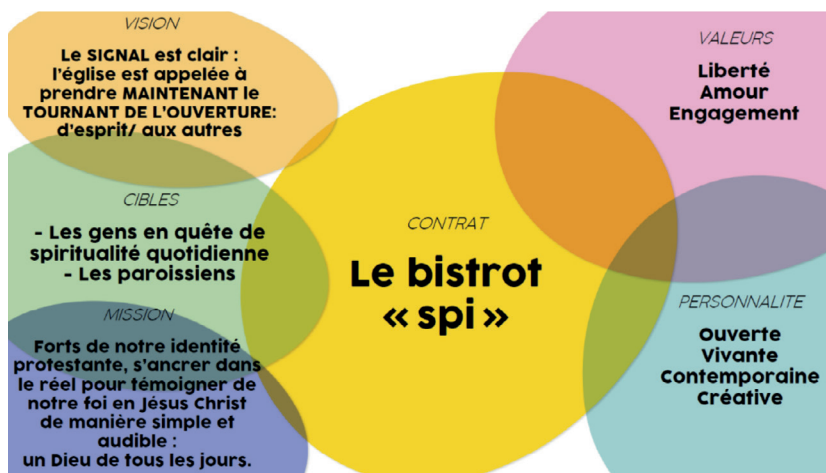 VISION
Le SIGNAL est clair :
l'église est appelée à
prendre MAINTENANT le
TOURNANT DE L'OUVERTURE:
d'esprit/ aux autres
CIBLES
- Les gens en quête de
spiritualité quotidienne
- Les paroissiens
MISSION
Forts de notre identité
protestante, s'ancrer dans
le réel pour témoigner de
notre foi en Jésus Christ
de manière simple et
audible :
un Dieu de tous les jours.
CONTRAT
Le bistrot
« spi »
VALEURS
Liberté
Amour
Engagement
PERSONNALITE
Ouverte
Vivante
Contemporaine
Créative